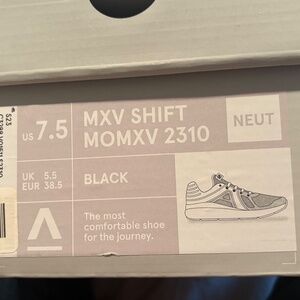 US 7.5
MXV SHIFT
MOMXV 2310
NEUT
UK 5.5
EUR 38.5
BLACK
The most
comfortable shoe
for the journey.